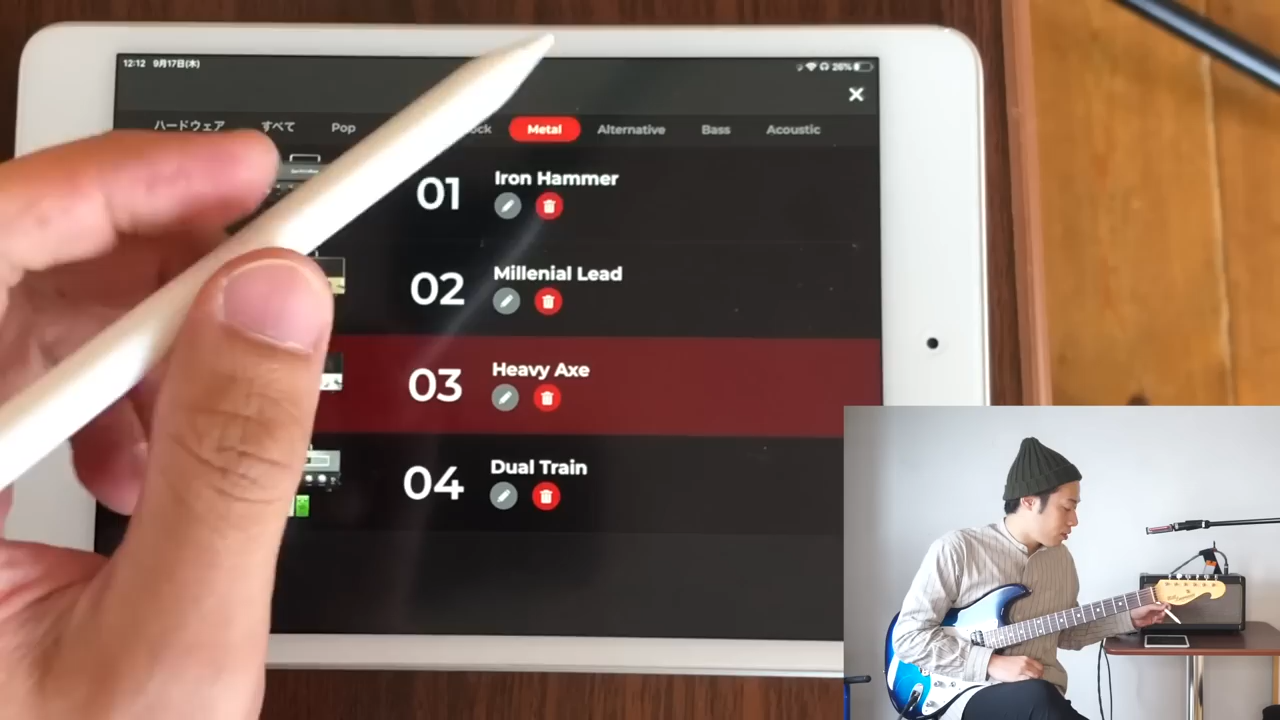 12:12 9月17日(木)
26%
ハードウェア すべて Pop ock Metal Alternative Bass Acoustic
01 Iron Hammer
02 Millenial Lead
03 Heavy Axe
04 Dual Train